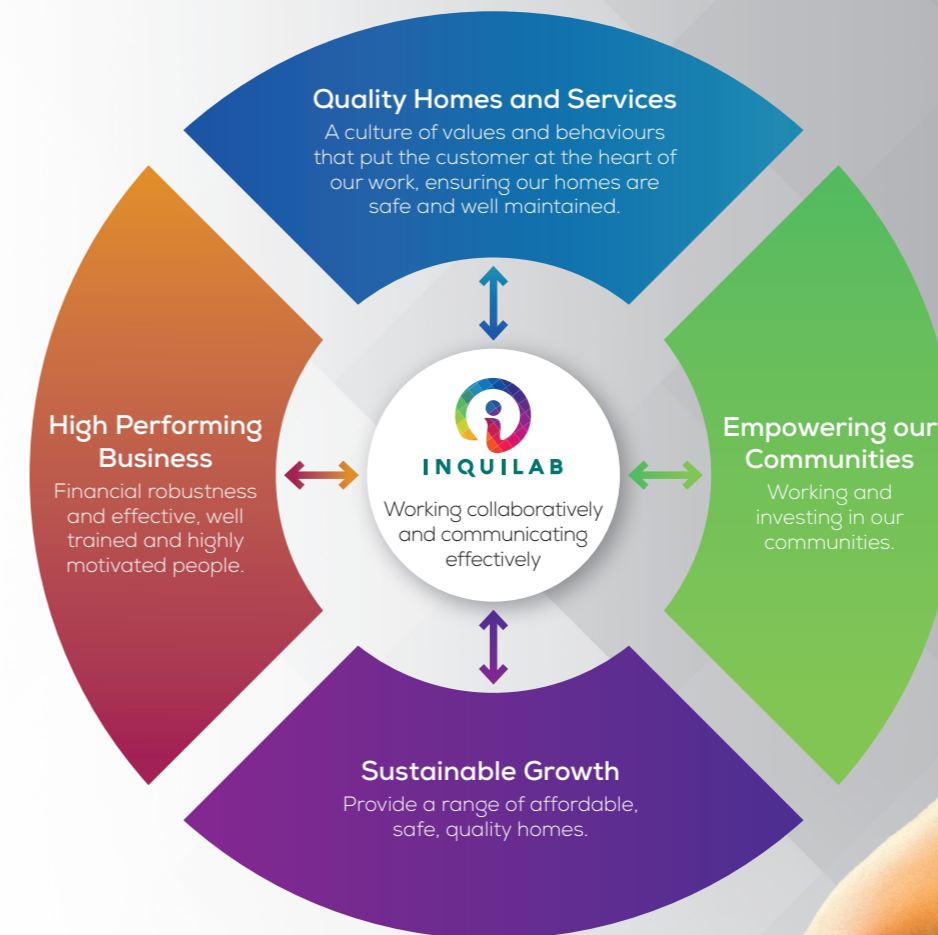 Quality Homes and Services
A culture of values and behaviours
that put the customer at the heart of
our work, ensuring our homes are
safe and well maintained.
High Performing
Business
Financial robustness
and effective, well
trained and highly
motivated people.
INQUILAB
Working collaboratively
and communicating
effectively
Empowering our
Communities
Working and
investing in our
communities.
Sustainable Growth
Provide a range of affordable,
safe, quality homes.